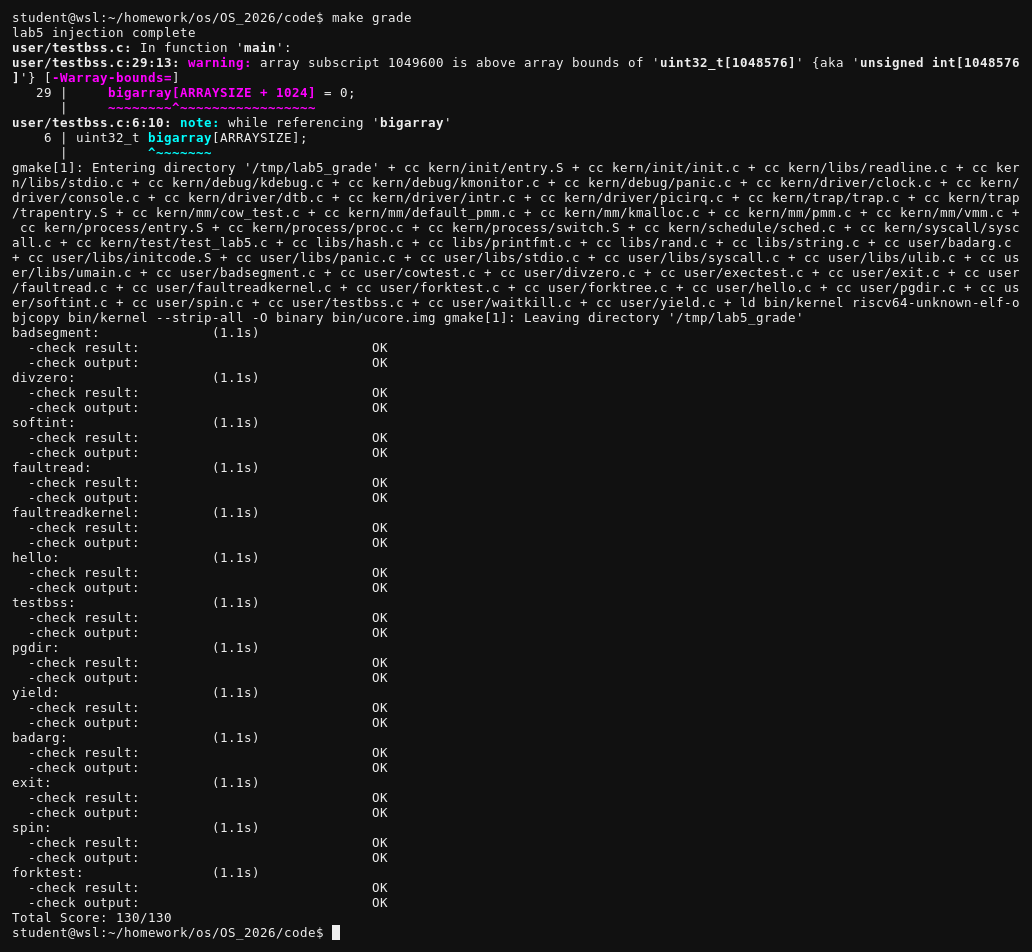 student@wsl:~/homework/os/OS_2026/code$ make grade
lab5 injection complete
user/testbss.c: In function 'main':
user/testbss.c:29:13: warning: array subscript 1049600 is above array bounds of 'uint32_t[1048576]' {aka 'unsigned int[1048576
]'} [-Warray-bounds=]
   29 |     bigarray[ARRAYSIZE + 1024] = 0;
      |     ~~~~~~~~^~~~~~~~~~~~~~~~~~
user/testbss.c:6:10: note: while referencing 'bigarray'
    6 | uint32_t bigarray[ARRAYSIZE];
      |          ^~~~~~~~
gmake[1]: Entering directory '/tmp/lab5_grade' + cc kern/init/entry.S + cc kern/init/init.c + cc kern/libs/readline.c + cc ker
n/libs/stdio.c + cc kern/debug/kdebug.c + cc kern/debug/kmonitor.c + cc kern/debug/panic.c + cc kern/driver/clock.c + cc kern/
driver/console.c + cc kern/driver/dtb.c + cc kern/driver/intr.c + cc kern/driver/picirq.c + cc kern/trap/trap.c + cc kern/trap
/trapentry.S + cc kern/mm/cow_test.c + cc kern/mm/default_pmm.c + cc kern/mm/kmalloc.c + cc kern/mm/pmm.c + cc kern/mm/vmm.c +
 cc kern/process/entry.S + cc kern/process/proc.c + cc kern/process/switch.S + cc kern/schedule/sched.c + cc kern/syscall/sysc
all.c + cc kern/test/test_lab5.c + cc libs/hash.c + cc libs/printfmt.c + cc libs/rand.c + cc libs/string.c + cc user/badarg.c
+ cc user/libs/initcode.S + cc user/libs/panic.c + cc user/libs/stdio.c + cc user/libs/syscall.c + cc user/libs/ulib.c + cc us
er/libs/umain.c + cc user/badsegment.c + cc user/cowtest.c + cc user/divzero.c + cc user/exectest.c + cc user/exit.c + cc user
/faultread.c + cc user/faultreadkernel.c + cc user/forktest.c + cc user/forktree.c + cc user/hello.c + cc user/pgdir.c + cc us
er/softint.c + cc user/spin.c + cc user/testbss.c + cc user/waitkill.c + cc user/yield.c + ld bin/kernel riscv64-unknown-elf-o
bjcopy bin/kernel --strip-all -O binary bin/ucore.img gmake[1]: Leaving directory '/tmp/lab5_grade'
badsegment:              (1.1s)
  -check result:                             OK
  -check output:                             OK
divzero:                 (1.1s)
  -check result:                             OK
  -check output:                             OK
softint:                 (1.1s)
  -check result:                             OK
  -check output:                             OK
faultread:               (1.1s)
  -check result:                             OK
  -check output:                             OK
faultreadkernel:         (1.1s)
  -check result:                             OK
  -check output:                             OK
hello:                   (1.1s)
  -check result:                             OK
  -check output:                             OK
testbss:                 (1.1s)
  -check result:                             OK
  -check output:                             OK
pgdir:                   (1.1s)
  -check result:                             OK
  -check output:                             OK
yield:                   (1.1s)
  -check result:                             OK
  -check output:                             OK
badarg:                  (1.1s)
  -check result:                             OK
  -check output:                             OK
exit:                    (1.1s)
  -check result:                             OK
  -check output:                             OK
spin:                    (1.1s)
  -check result:                             OK
  -check output:                             OK
forktest:                (1.1s)
  -check result:                             OK
  -check output:                             OK
Total Score: 130/130
student@wsl:~/homework/os/OS_2026/code$